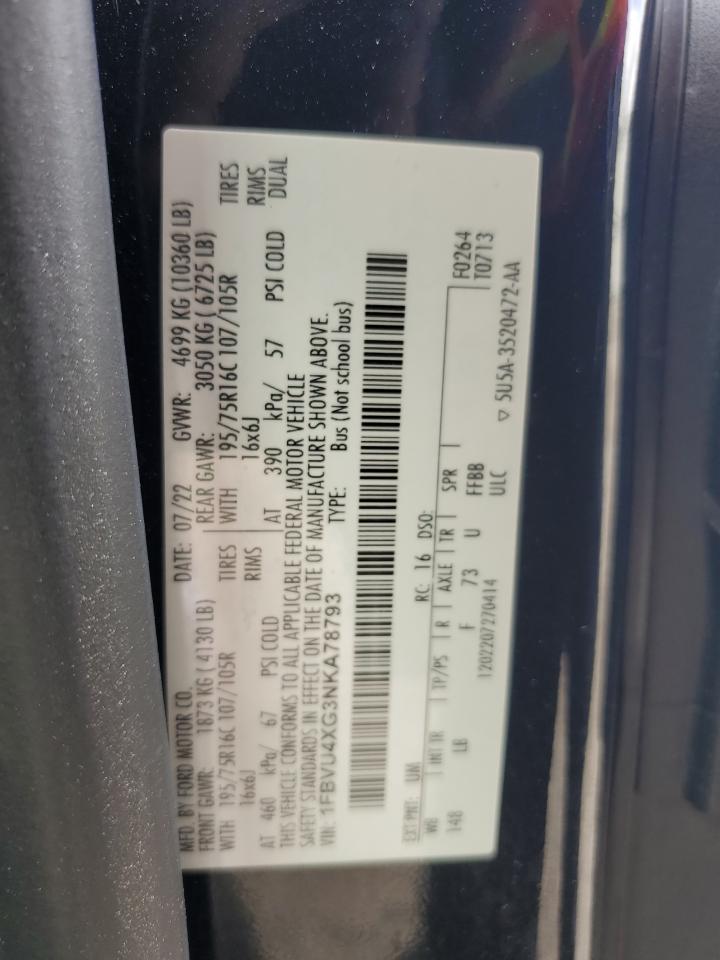 MFD. BY FORD MOTOR CO. DATE: 07/22 GVWR: 4699 KG (10360 LB)
FRONT GAWR: 1873 KG ( 4130 LB) REAR GAWR: 3050 KG ( 6725 LB)
WITH 195/75R16C 107/105R TIRES WITH 195/75R16C 107/105R TIRES
16x6J RIMS 16x6J RIMS
AT 460 kPa/ 67 PSI COLD AT 390 kPa/ 57 PSI COLD DUAL
THIS VEHICLE CONFORMS TO ALL APPLICABLE FEDERAL MOTOR VEHICLE
SAFETY STANDARDS IN EFFECT ON THE DATE OF MANUFACTURE SHOWN ABOVE.
VIN: 1FBVU4XG3NKA78793 TYPE: Bus (Not school bus)
EXT PNT: UM RC: 16 DSO:
WB INT TR TP/PS R AXLE TR SPR F0264
148 LB F 73 U FFBB T0713
1202207270414 ULC ▽ 5U5A-3520472-AA